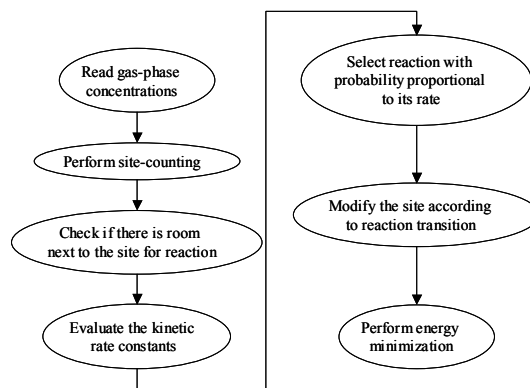 Read gas-phase
concentrations
Perform site-counting
Check if there is room
next to the site for reaction
Evaluate the kinetic
rate constants
Select reaction with
probability proportional
to its rate
Modify the site according
to reaction transition
Perform energy
minimization